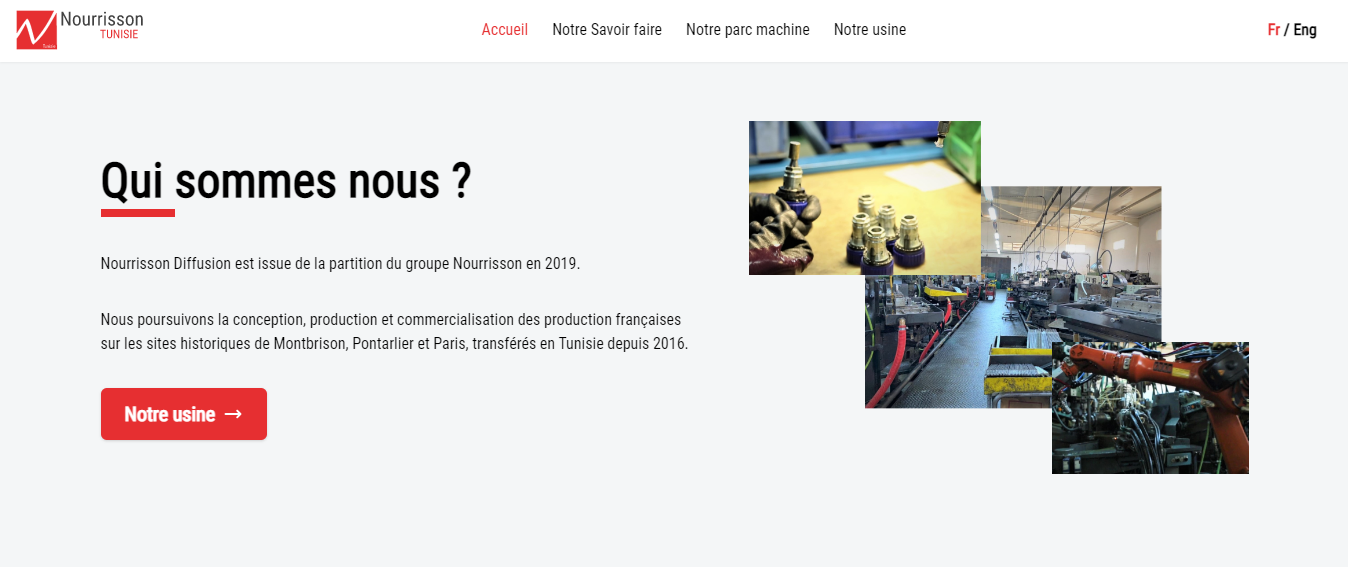 Nourrisson
TUNISIE
Tunisie
Accueil
Notre Savoir faire
Notre parc machine
Notre usine
Fr / Eng
Qui sommes nous ?
Nourrisson Diffusion est issue de la partition du groupe Nourrisson en 2019.
Nous poursuivons la conception, production et commercialisation des production françaises
sur les sites historiques de Montbrison, Pontarlier et Paris, transférés en Tunisie depuis 2016.
Notre usine →